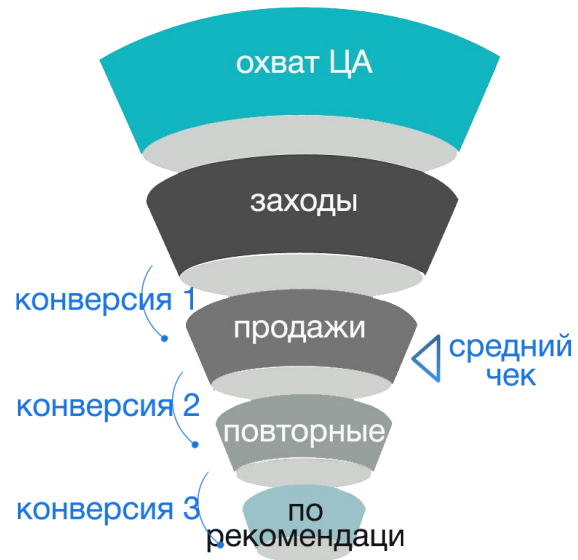 охват ЦА
заходы
конверсия 1
продажи
средний
чек
конверсия 2
повторные
конверсия 3
по
рекомендаци